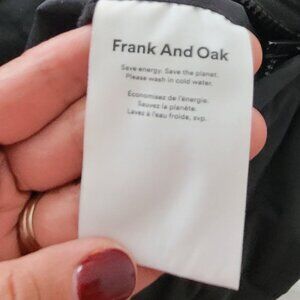 Frank And Oak
Save energy. Save the planet.
Please wash in cold water.
Économisez de l'énergie.
Sauvez la planète.
Lavez à l'eau froide, svp.